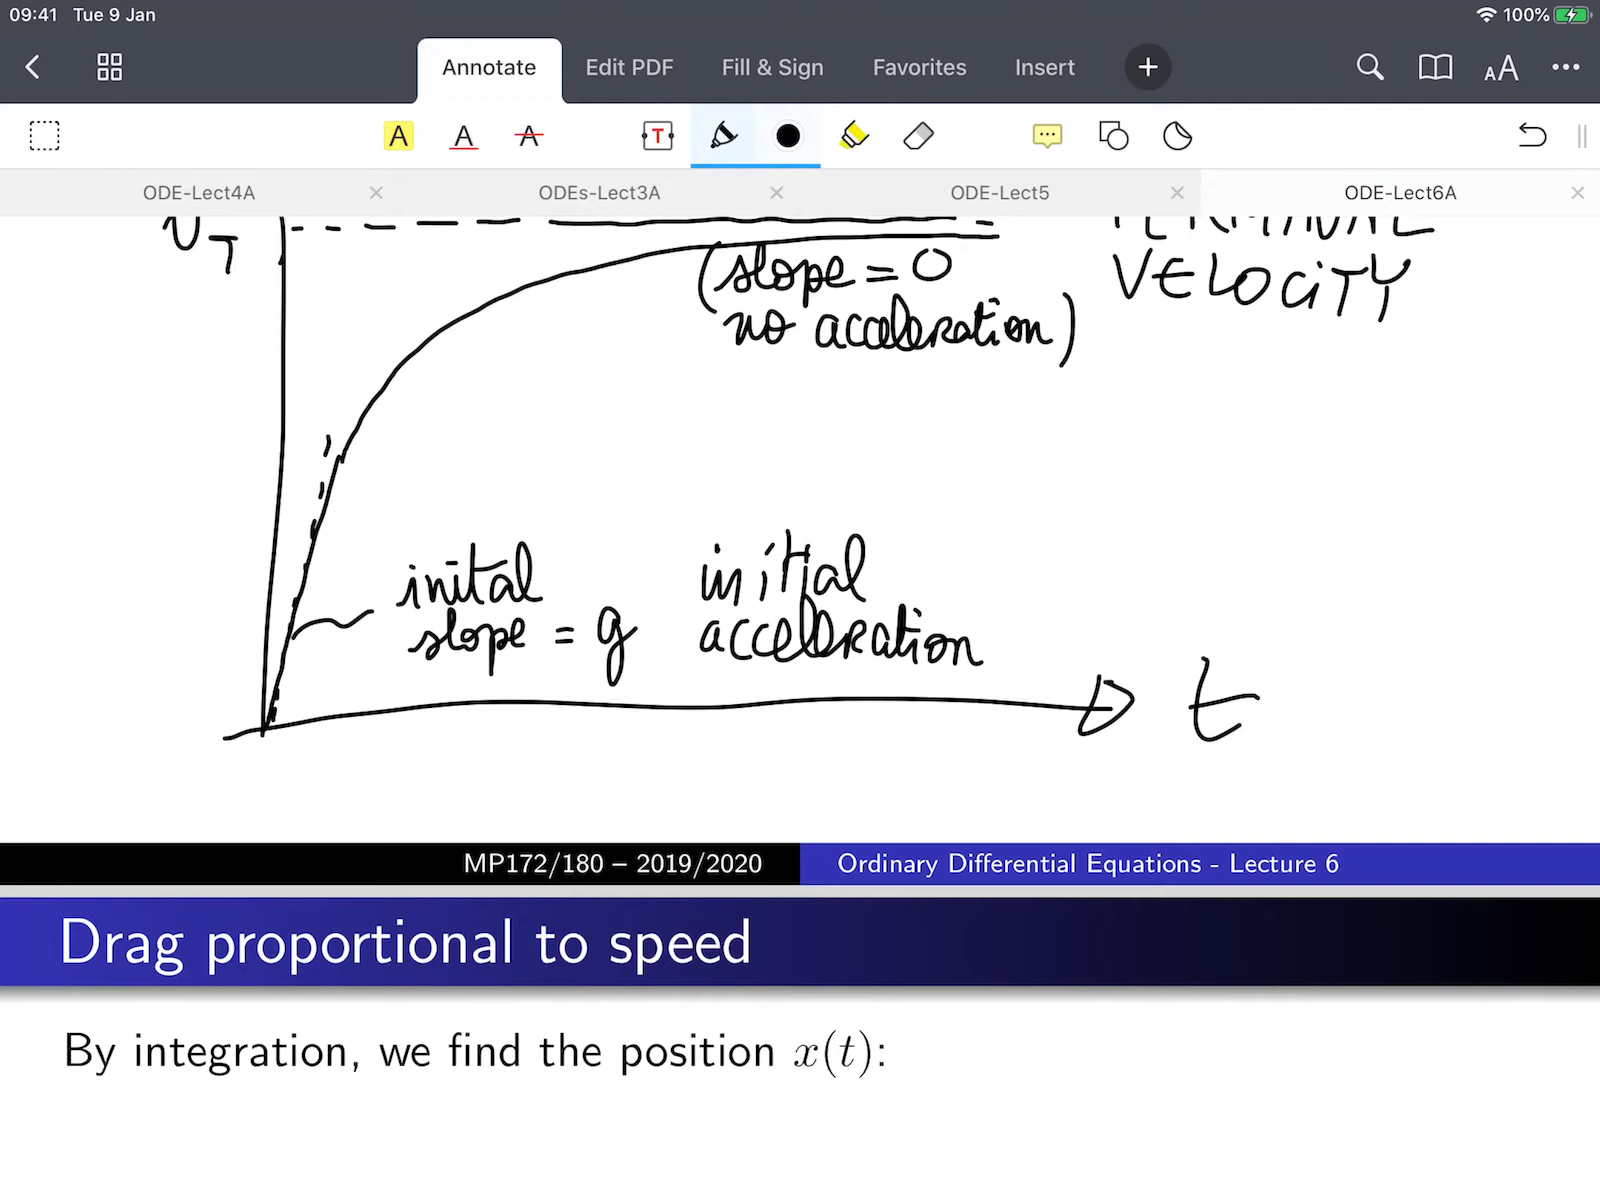 09:41 Tue 9 Jan 100%
Annotate Edit PDF Fill & Sign Favorites Insert
A A A T AA
ODE-Lect4A ODEs-Lect3A ODE-Lect5 ODE-Lect6A
v_T TERMINAL
VELOCITY
(slope = 0
no acceleration)
inital
slope = g
initial
acceleration
t
MP172/180 – 2019/2020 Ordinary Differential Equations - Lecture 6
Drag proportional to speed
By integration, we find the position x(t):